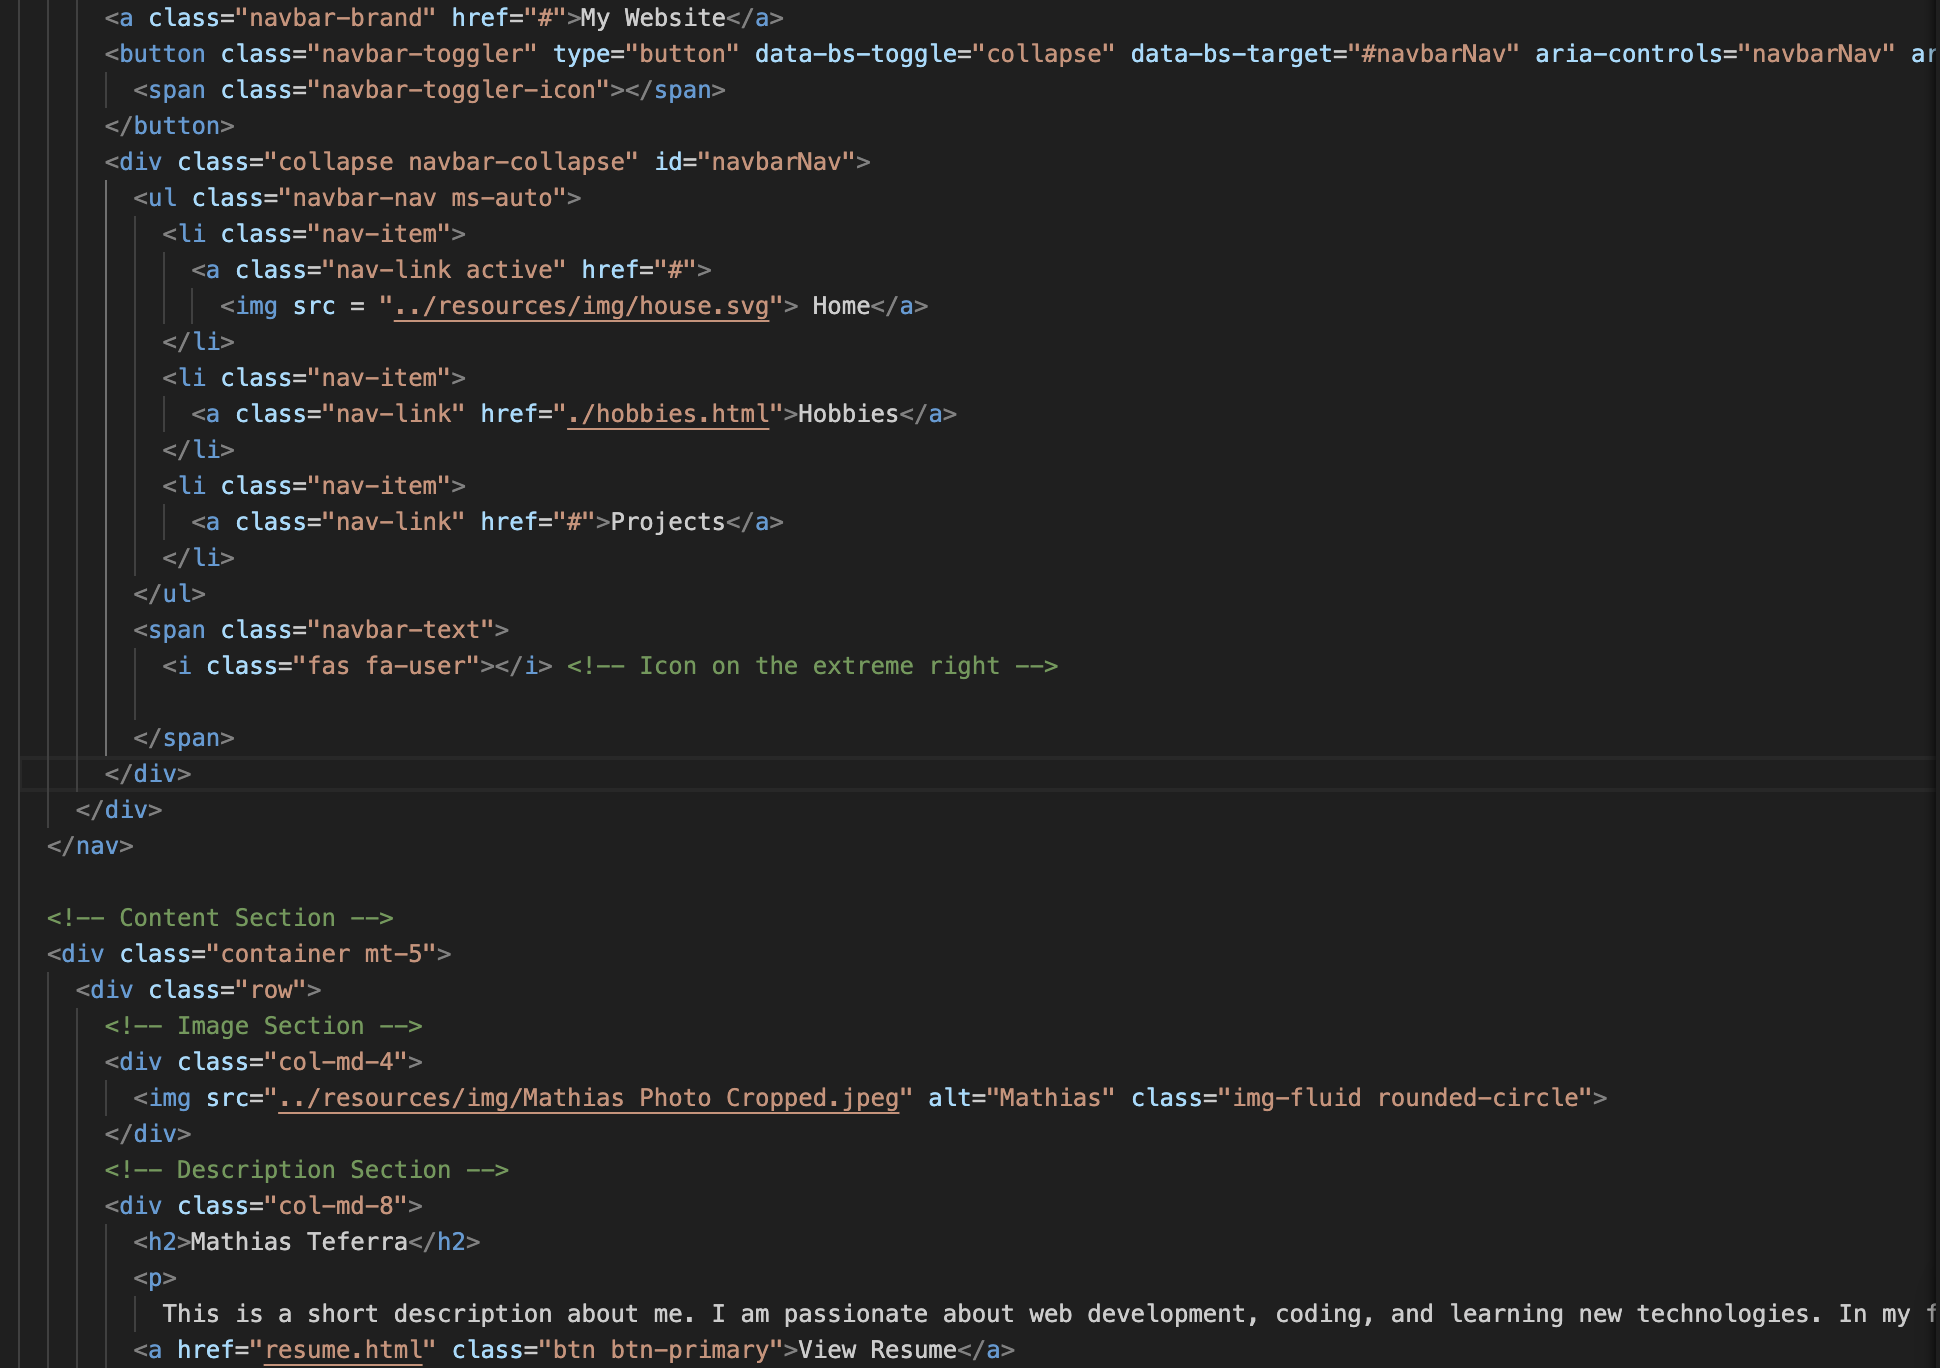 <a class="navbar-brand" href="#">My Website</a>
<button class="navbar-toggler" type="button" data-bs-toggle="collapse" data-bs-target="#navbarNav" aria-controls="navbarNav" ar
<span class="navbar-toggler-icon"></span>
</button>
<div class="collapse navbar-collapse" id="navbarNav">
<ul class="navbar-nav ms-auto">
<li class="nav-item">
<a class="nav-link active" href="#">
<img src = "../resources/img/house.svg"> Home</a>
</li>
<li class="nav-item">
<a class="nav-link" href="./hobbies.html">Hobbies</a>
</li>
<li class="nav-item">
<a class="nav-link" href="#">Projects</a>
</li>
</ul>
<span class="navbar-text">
<i class="fas fa-user"></i> <!-- Icon on the extreme right -->
</span>
</div>
</div>
</nav>
<!-- Content Section -->
<div class="container mt-5">
<div class="row">
<!-- Image Section -->
<div class="col-md-4">
<img src="../resources/img/Mathias Photo Cropped.jpeg" alt="Mathias" class="img-fluid rounded-circle">
</div>
<!-- Description Section -->
<div class="col-md-8">
<h2>Mathias Teferra</h2>
<p>
This is a short description about me. I am passionate about web development, coding, and learning new technologies. In my f
<a href="resume.html" class="btn btn-primary">View Resume</a>